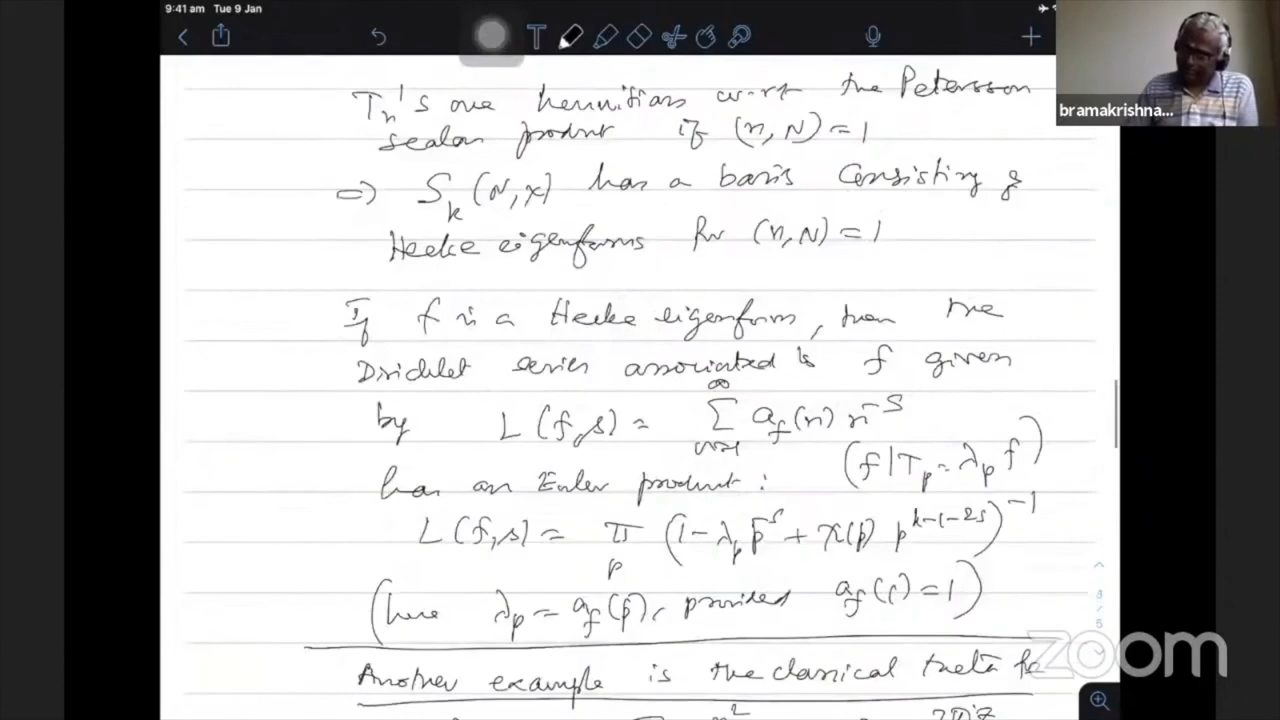 9:41 am Tue 9 Jan
bramakrishna...
T_n's are hermitian w.r.t the Petersson
scalar product if (n, N) = 1
⇒ S_k (N, χ) has a basis consisting of
Hecke eigenforms for (n, N) = 1
If f is a Hecke eigenform, then the
Dirichlet series associated to f given
by L(f,s) = ∑_{n=1}^∞ a_f(n) n^{-s}
(f|T_p = λ_p f)
has an Euler product :
L(f,s) = π_p (1 - λ_p p^{-s} + χ(p) p^{k-1-2s})^{-1}
(here λ_p = a_f(p), provided a_f(1) = 1)
zoom
Another example is the classical theta fn